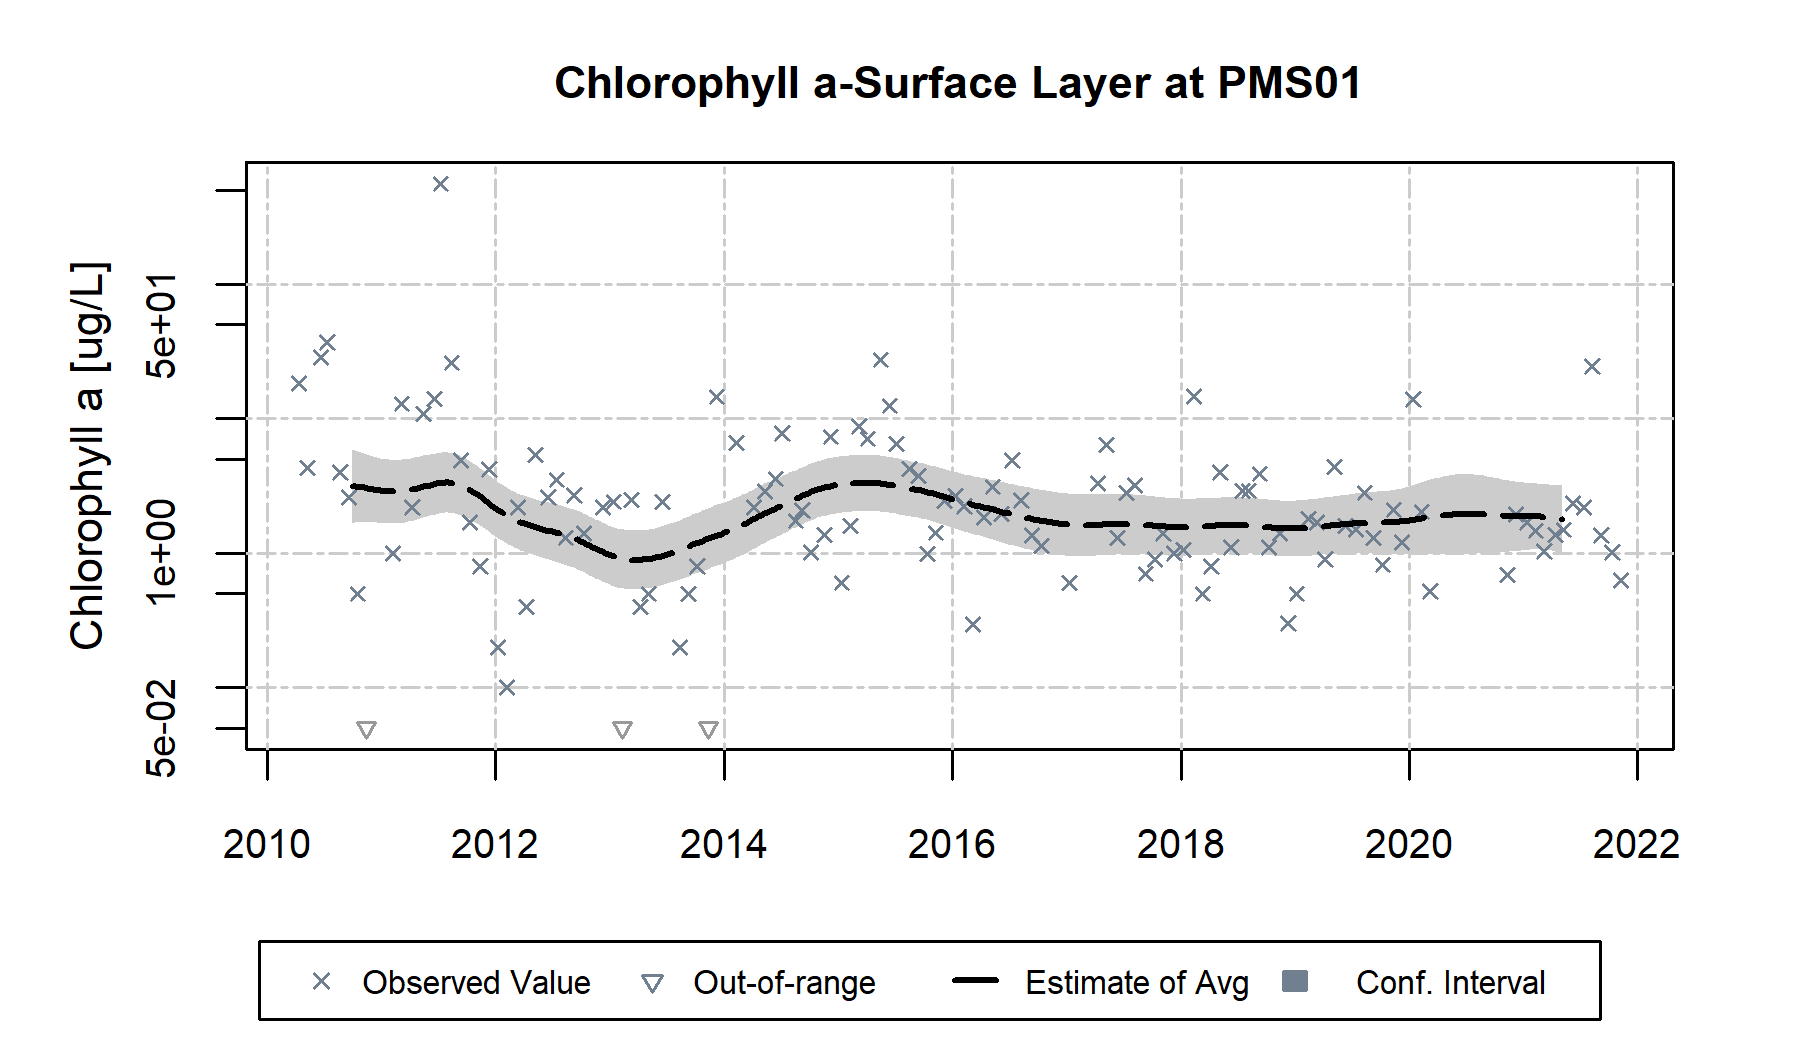 Chlorophyll a-Surface Layer at PMS01
Chlorophyll a [ug/L]
5e+01
1e+00
5e-02
2010 2012 2014 2016 2018 2020 2022
Observed Value Out-of-range Estimate of Avg Conf. Interval